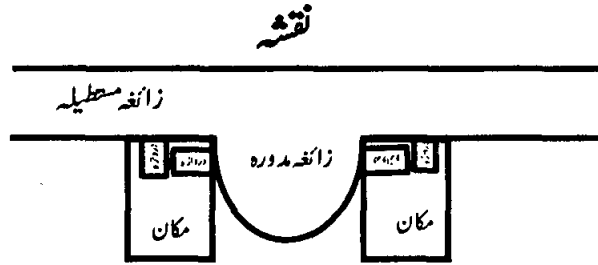 نقشہ
زائغہ مستطیلہ
زائغہ مدورہ
دروازہ
مکان
مکان